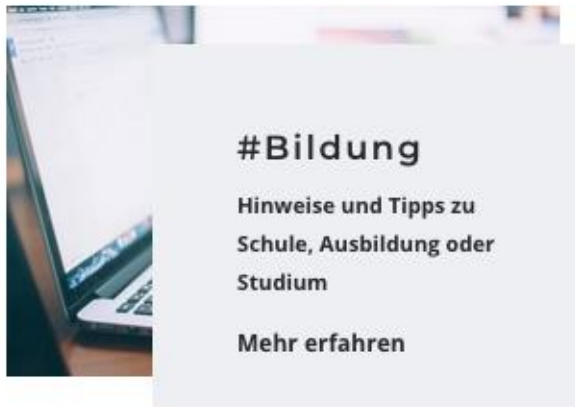 #Bildung
Hinweise und Tipps zu
Schule, Ausbildung oder
Studium
Mehr erfahren